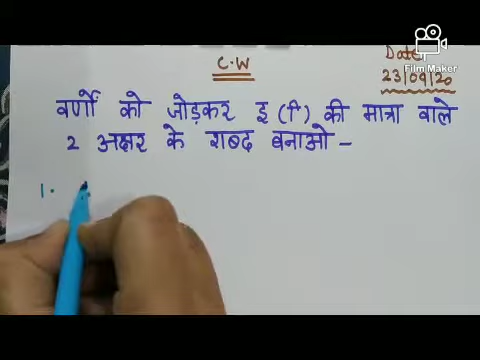 C.W
Date
23/09/20
Film Maker
वर्णों को जोड़कर इ (ि) की मात्रा वाले
2 अक्षर के शब्द बनाओ –
1.